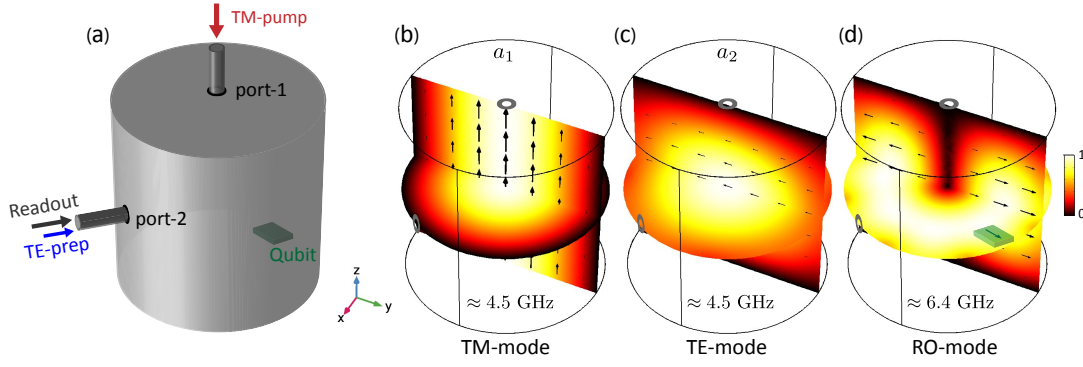 (a)
TM-pump
port-1
Readout
TE-prep
port-2
Qubit
z
y
x
(b)
a₁
≈ 4.5 GHz
TM-mode
(c)
a₂
≈ 4.5 GHz
TE-mode
(d)
≈ 6.4 GHz
RO-mode
1
0